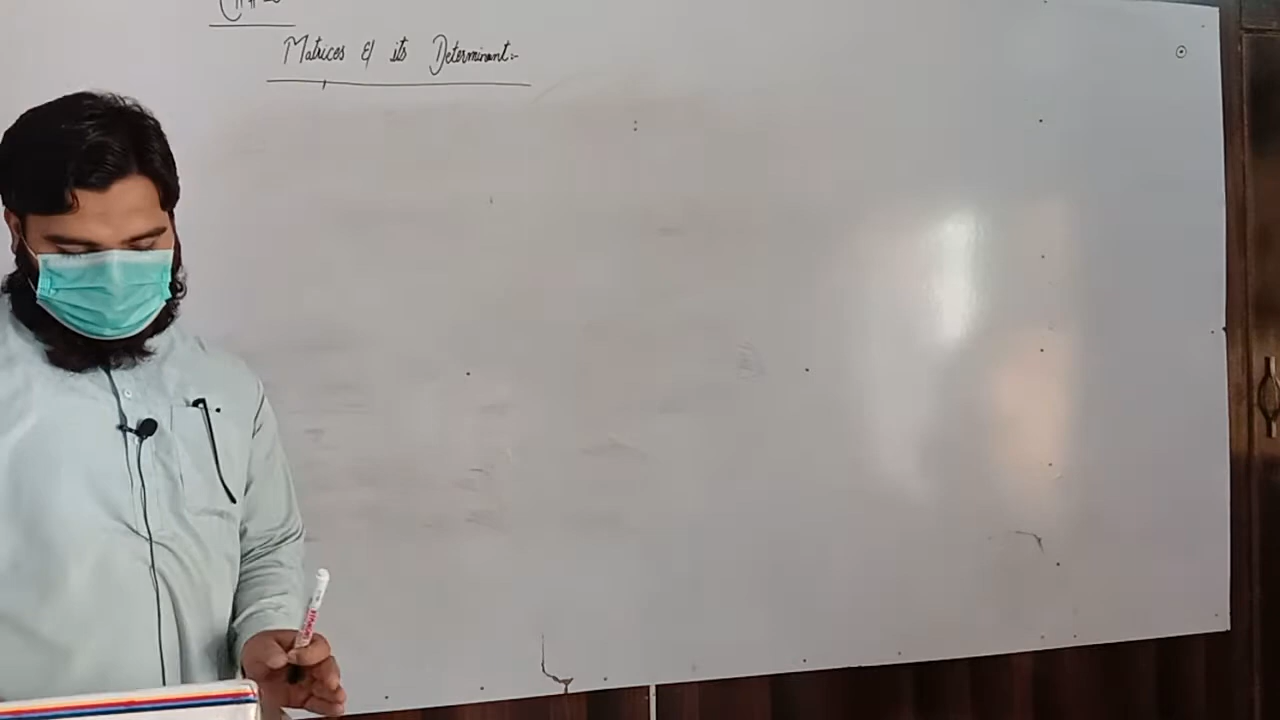 Matrices & its Determinant:-